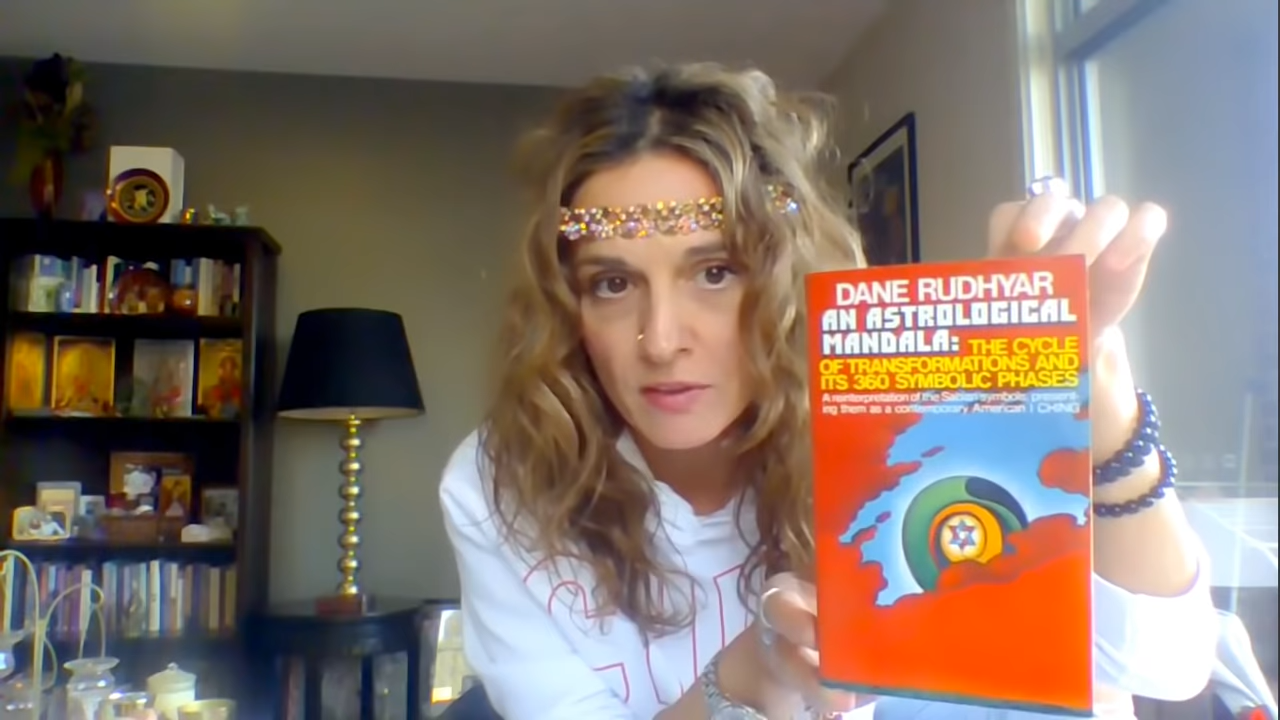 DANE RUDHYAR
AN ASTROLOGICAL
MANDALA: THE CYCLE
OF TRANSFORMATIONS AND
ITS 360 SYMBOLIC PHASES
A reinterpretation of the Sabian symbols, present-
ing them as a contemporary American I CHING